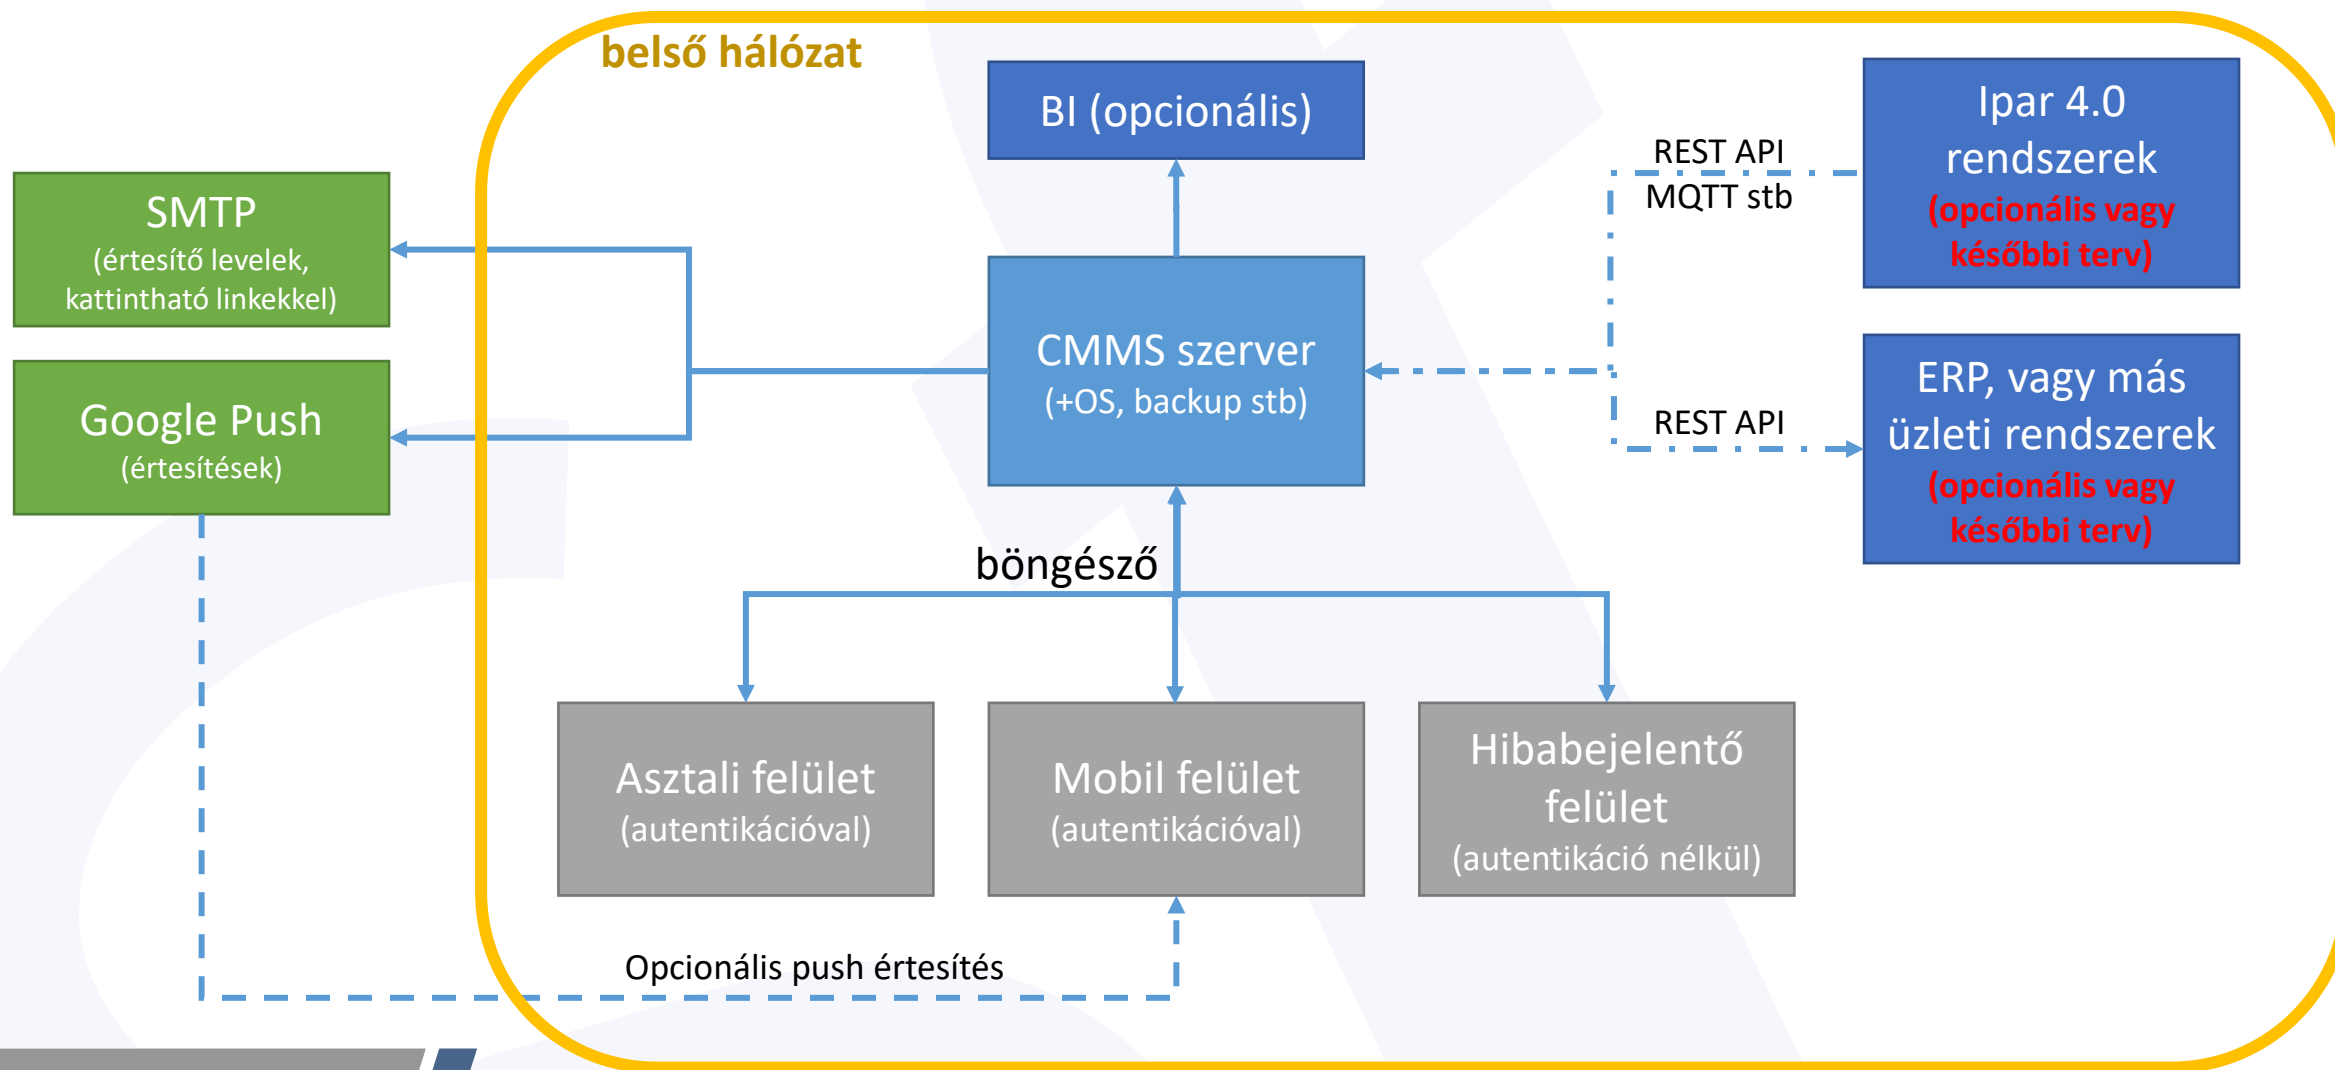 belső hálózat
BI (opcionális)
Ipar 4.0
rendszerek
(opcionális vagy
későbbi terv)
REST API
MQTT stb
SMTP
(értesítő levelek,
kattintható linkekkel)
CMMS szerver
(+OS, backup stb)
ERP, vagy más
üzleti rendszerek
(opcionális vagy
későbbi terv)
REST API
Google Push
(értesítések)
böngésző
Asztali felület
(autentikációval)
Mobil felület
(autentikációval)
Hibabejelentő
felület
(autentikáció nélkül)
Opcionális push értesítés